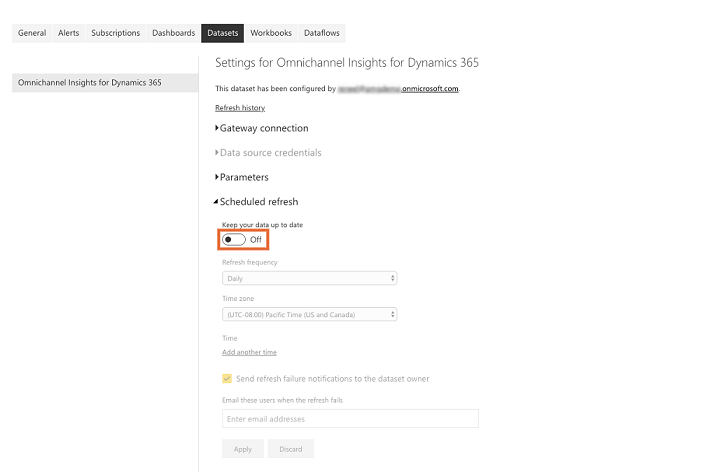 General Alerts Subscriptions Dashboards Datasets Workbooks Dataflows
Omnichannel Insights for Dynamics 365
Settings for Omnichannel Insights for Dynamics 365
This dataset has been configured by .onmicrosoft.com.
Refresh history
Gateway connection
Data source credentials
Parameters
Scheduled refresh
Keep your data up to date
Off
Refresh frequency
Daily
Time zone
(UTC-08:00) Pacific Time (US and Canada)
Time
Add another time
Send refresh failure notifications to the dataset owner
Email these users when the refresh fails
Enter email addresses
Apply Discard